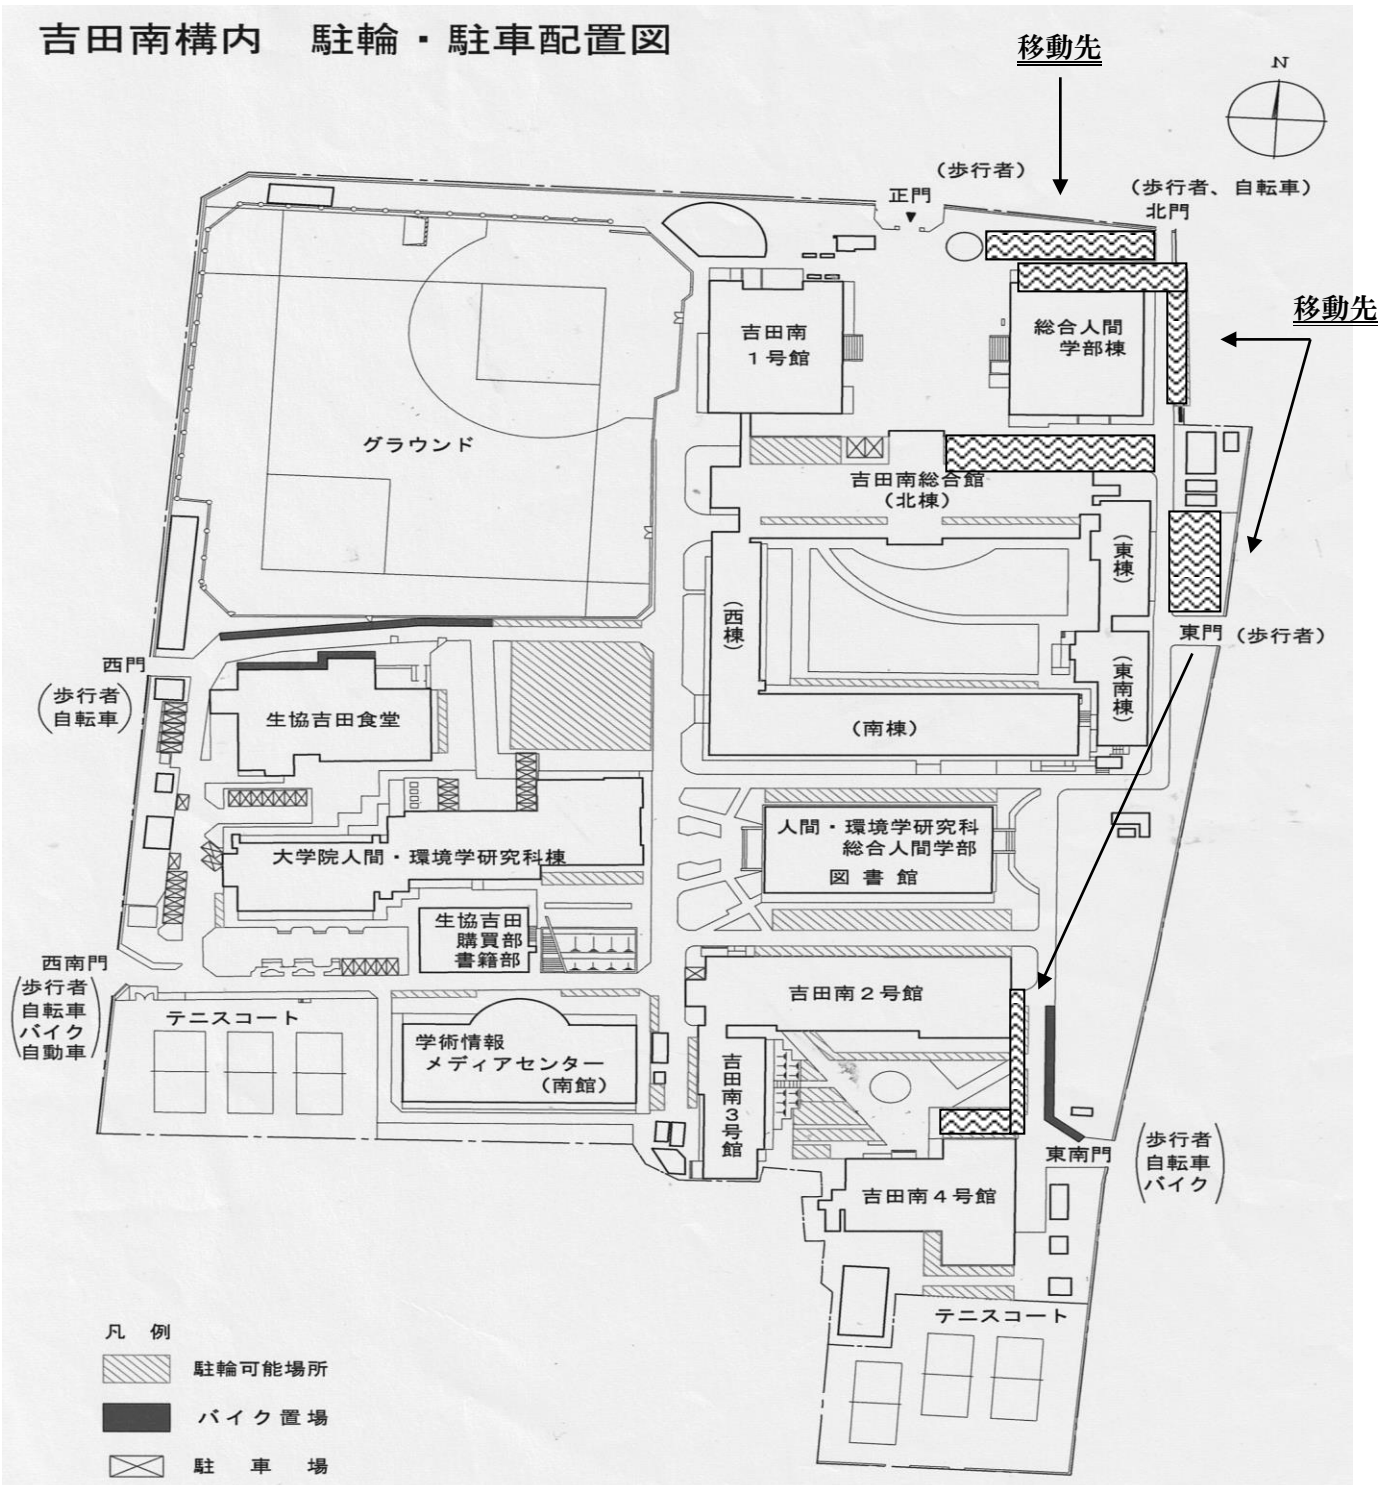 吉田南構内　駐輪・駐車配置図
移動先
N
（歩行者）
正門
（歩行者、自転車）
北門
移動先
吉田南
１号館
総合人間
学部棟
グラウンド
吉田南総合館
（北棟）
（東棟）
（西棟）
東門
（歩行者）
（東南棟）
西門
（歩行者
自転車）
生協吉田食堂
（南棟）
人間・環境学研究科
総合人間学部
図書館
大学院人間・環境学研究科棟
生協吉田
購買部
書籍部
西南門
（歩行者
自転車
バイク
自動車）
吉田南２号館
テニスコート
学術情報
メディアセンター
（南館）
吉田南３号館
東南門
（歩行者
自転車
バイク）
吉田南４号館
テニスコート
凡　例
駐輪可能場所
バイク置場
駐　車　場